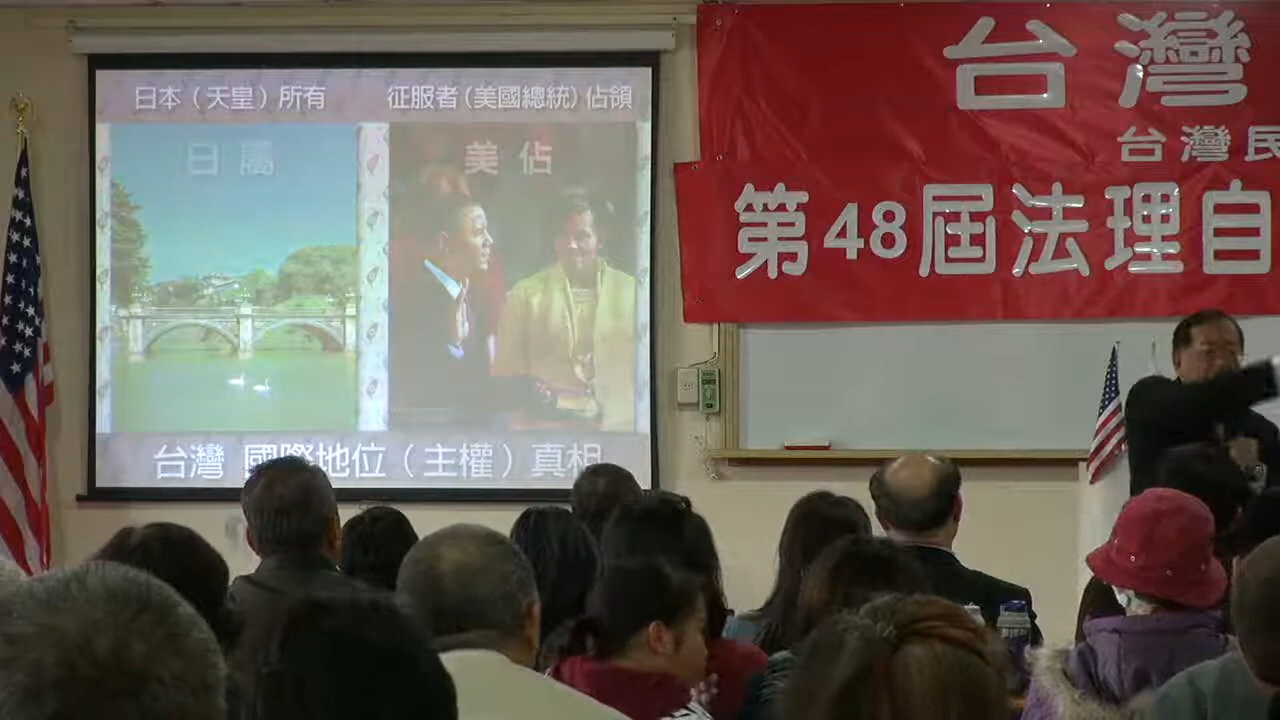 日本（天皇）所有
征服者（美國總統）佔領
日屬
美佔
台灣 國際地位（主權）真相
台灣
台灣民
第48屆法理自